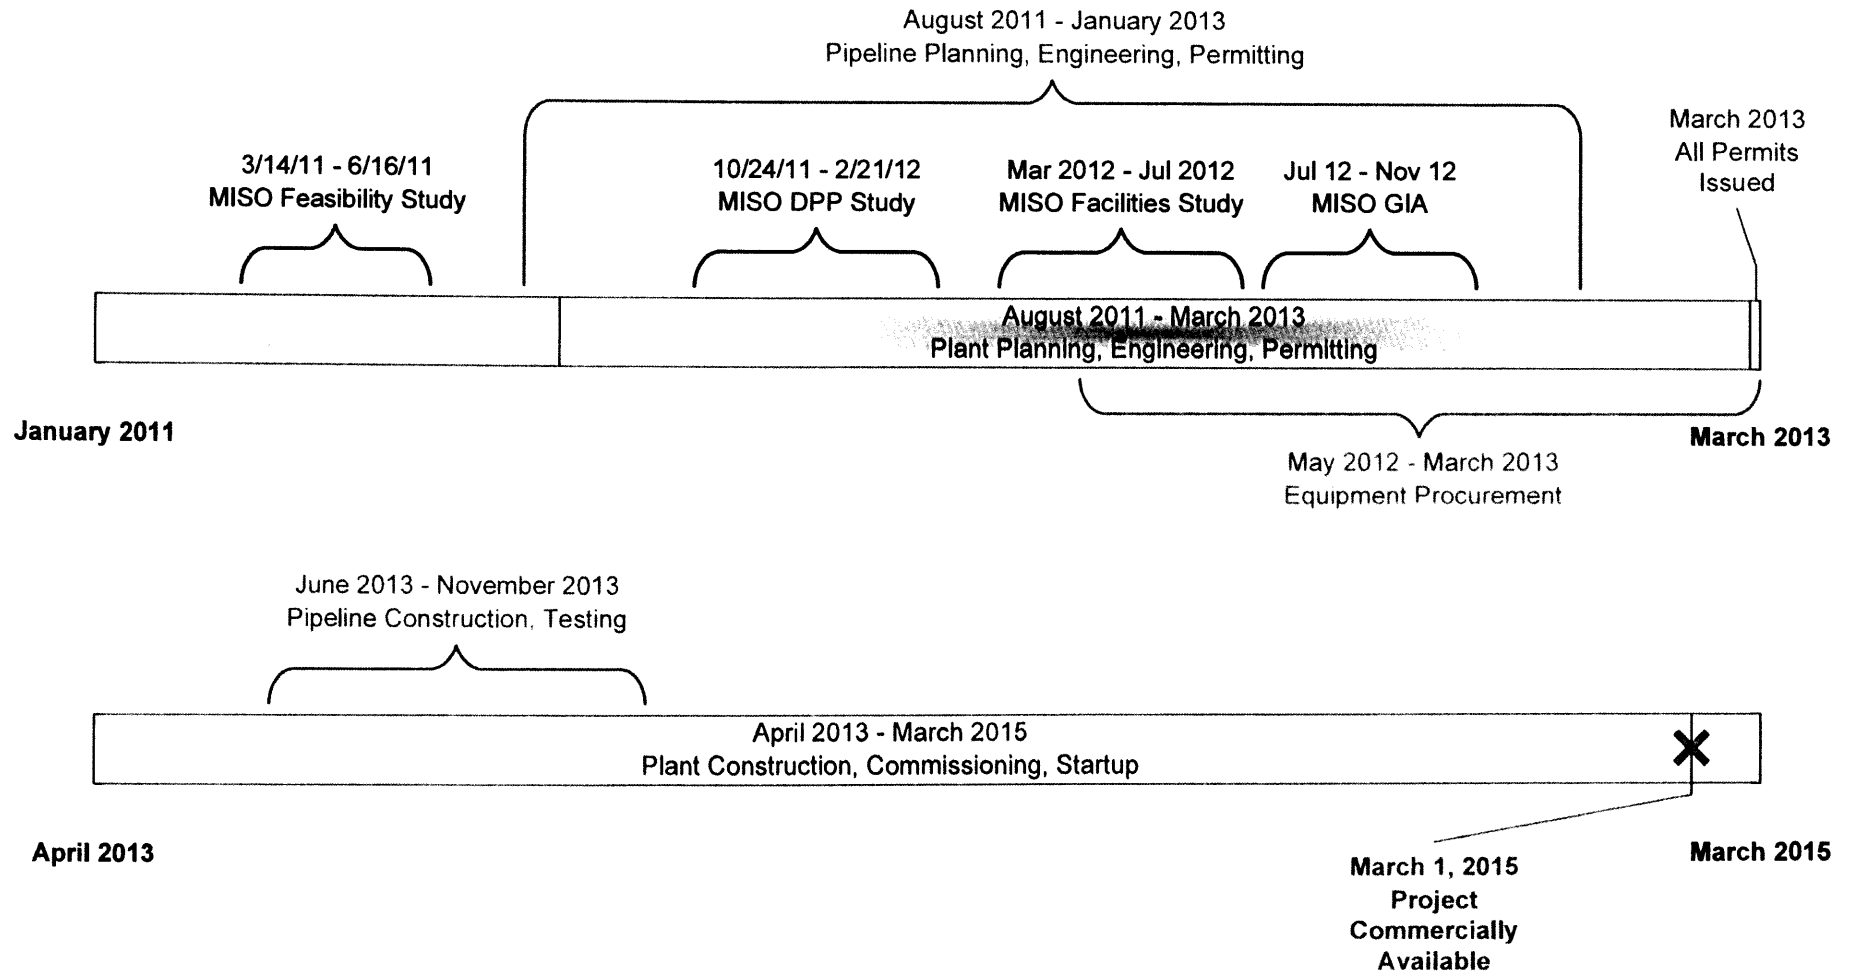 August 2011 - January 2013
Pipeline Planning, Engineering, Permitting
March 2013
All Permits
Issued
3/14/11 - 6/16/11
MISO Feasibility Study
10/24/11 - 2/21/12
MISO DPP Study
Mar 2012 - Jul 2012
MISO Facilities Study
Jul 12 - Nov 12
MISO GIA
August 2011 - March 2013
Plant Planning, Engineering, Permitting
January 2011
March 2013
May 2012 - March 2013
Equipment Procurement
June 2013 - November 2013
Pipeline Construction, Testing
April 2013 - March 2015
Plant Construction, Commissioning, Startup
April 2013
March 2015
March 1, 2015
Project
Commercially
Available